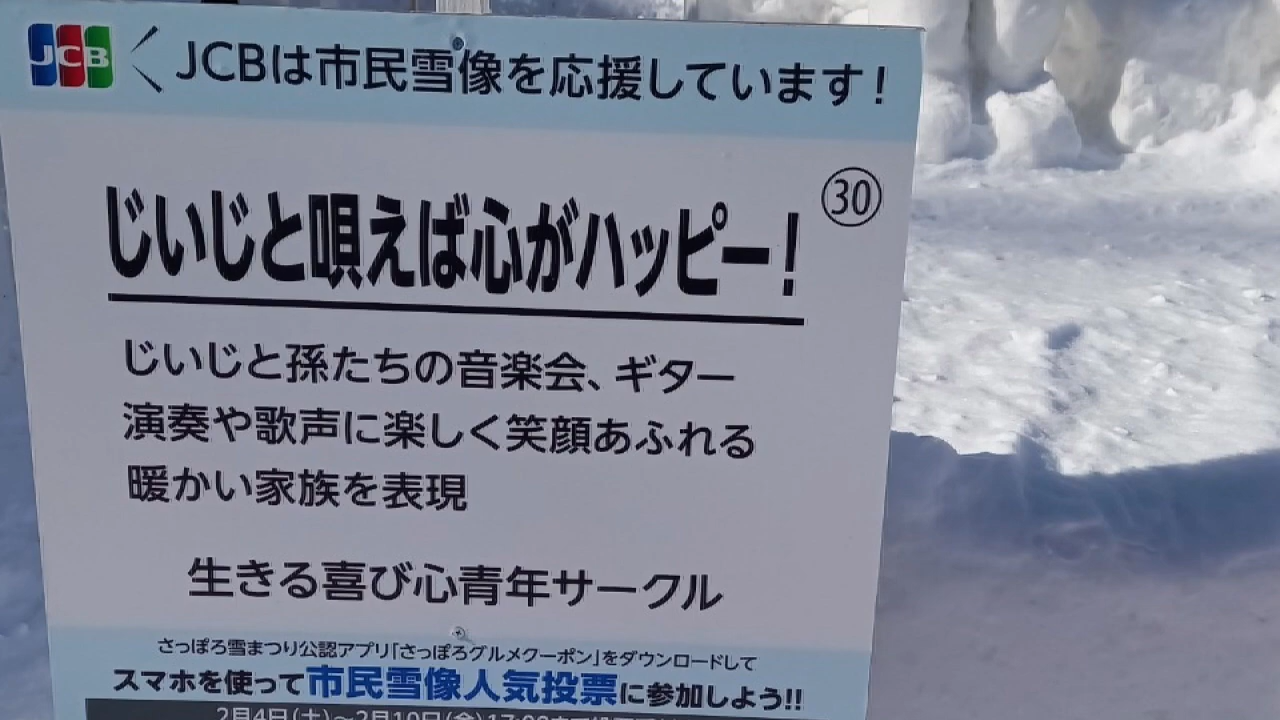 JCB
JCBは市民雪像を応援しています!
㉚
じいじと唄えば心がハッピー!
じいじと孫たちの音楽会、ギター
演奏や歌声に楽しく笑顔あふれる
暖かい家族を表現
生きる喜び心青年サークル
さっぽろ雪まつり公認アプリ「さっぽろグルメクーポン」をダウンロードして
スマホを使って市民雪像人気投票に参加しよう!!
2月4日(土)~2月10日(金)17:00まで